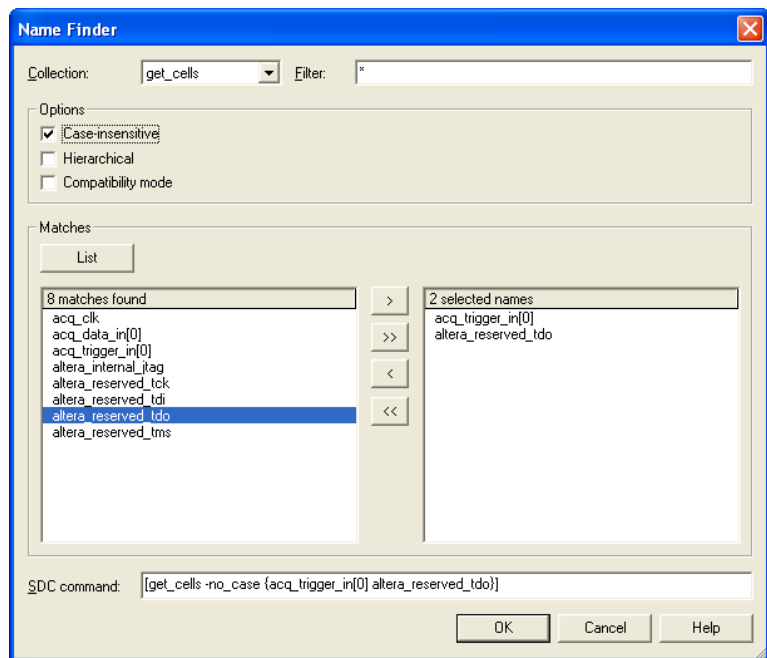 Name Finder
Collection: get_cells Filter: *
Options
Case-insensitive
Hierarchical
Compatibility mode
Matches
List
8 matches found
acq_clk
acq_data_in[0]
acq_trigger_in[0]
altera_internal_jtag
altera_reserved_tck
altera_reserved_tdi
altera_reserved_tdo
altera_reserved_tms
>
>>
<
<<
2 selected names
acq_trigger_in[0]
altera_reserved_tdo
SDC command: [get_cells -no_case {acq_trigger_in[0] altera_reserved_tdo}]
OK Cancel Help